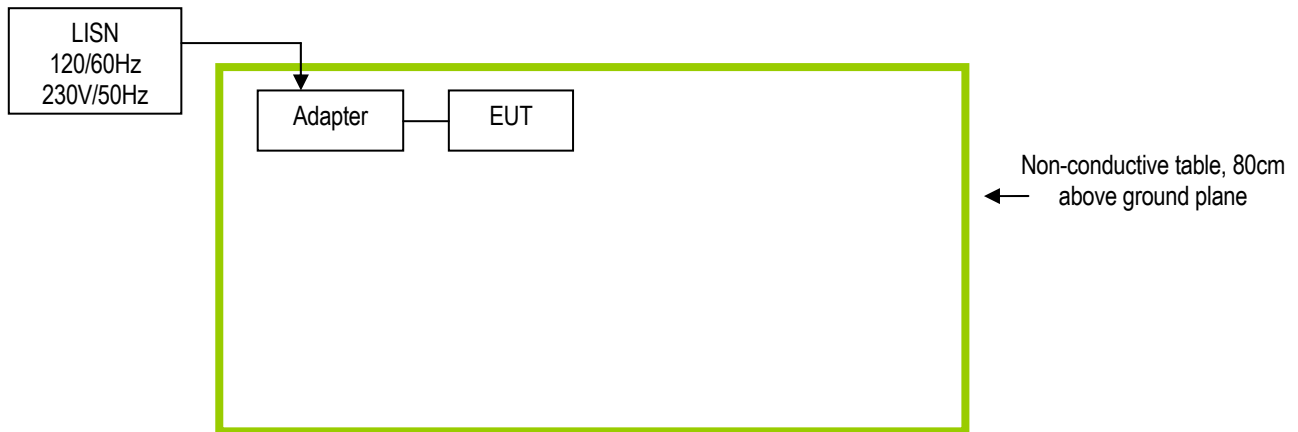 LISN
120/60Hz
230V/50Hz
Adapter
EUT
Non-conductive table, 80cm
above ground plane